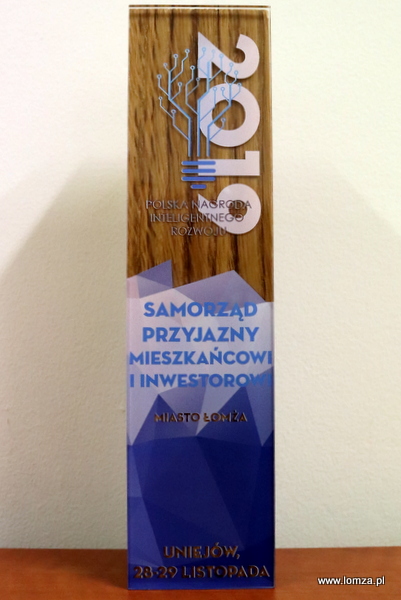 2019
POLSKA NAGRODA
INTELIGENTNEGO
ROZWOJU
SAMORZĄD
PRZYJAZNY
MIESZKAŃCOWI
I INWESTOROWI
MIASTO ŁOMŻA
UNIEJÓW,
28-29 LISTOPADA
www.lomza.pl